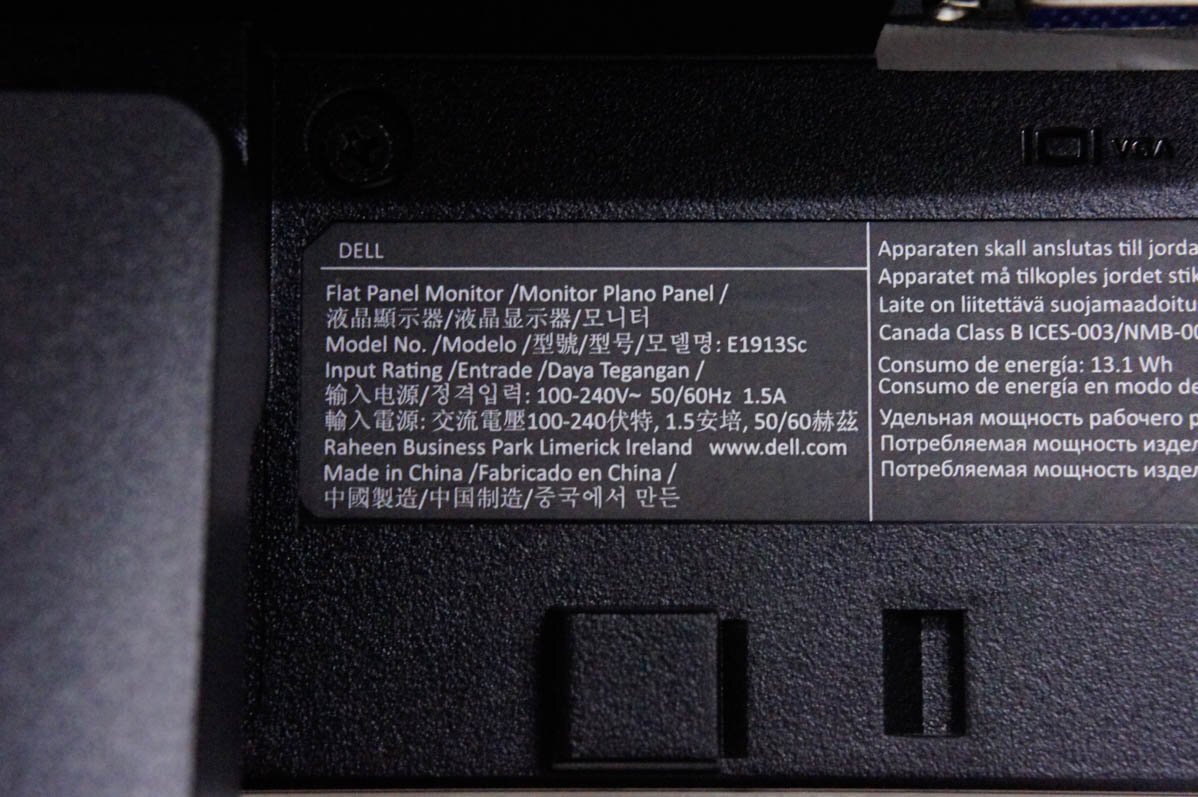 VGA
DELL
Flat Panel Monitor /Monitor Plano Panel /
液晶顯示器/液晶显示器/모니터
Model No. /Modelo /型號/型号/모델명: E1913Sc
Input Rating /Entrade /Daya Tegangan /
输入电源/정격입력: 100-240V~ 50/60Hz 1.5A
輸入電源: 交流電壓100-240伏特, 1.5安培, 50/60赫茲
Raheen Business Park Limerick Ireland www.dell.com
Made in China /Fabricado en China /
中國製造/中国制造/중국에서 만든
Apparaten skall anslutas till jorda
Apparatet må tilkoples jordet stik
Laite on liitettävä suojamaadoitu
Canada Class B ICES-003/NMB-00
Consumo de energía: 13.1 Wh
Consumo de energía en modo de
Удельная мощность рабочего р
Потребляемая мощность издел
Потребляемая мощность издел